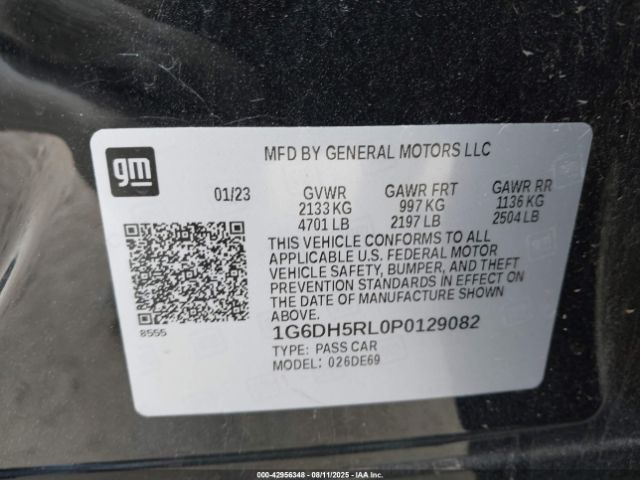 gm
MFD BY GENERAL MOTORS LLC
01/23 GVWR GAWR FRT GAWR RR
2133 KG 997 KG 1136 KG
4701 LB 2197 LB 2504 LB
THIS VEHICLE CONFORMS TO ALL
APPLICABLE U.S. FEDERAL MOTOR
VEHICLE SAFETY, BUMPER, AND THEFT
PREVENTION STANDARDS IN EFFECT ON
THE DATE OF MANUFACTURE SHOWN
ABOVE.
8555
1G6DH5RL0P0129082
TYPE: PASS CAR
MODEL: 026DE69
000-42956348 - 08/11/2025 - IAAI.COM